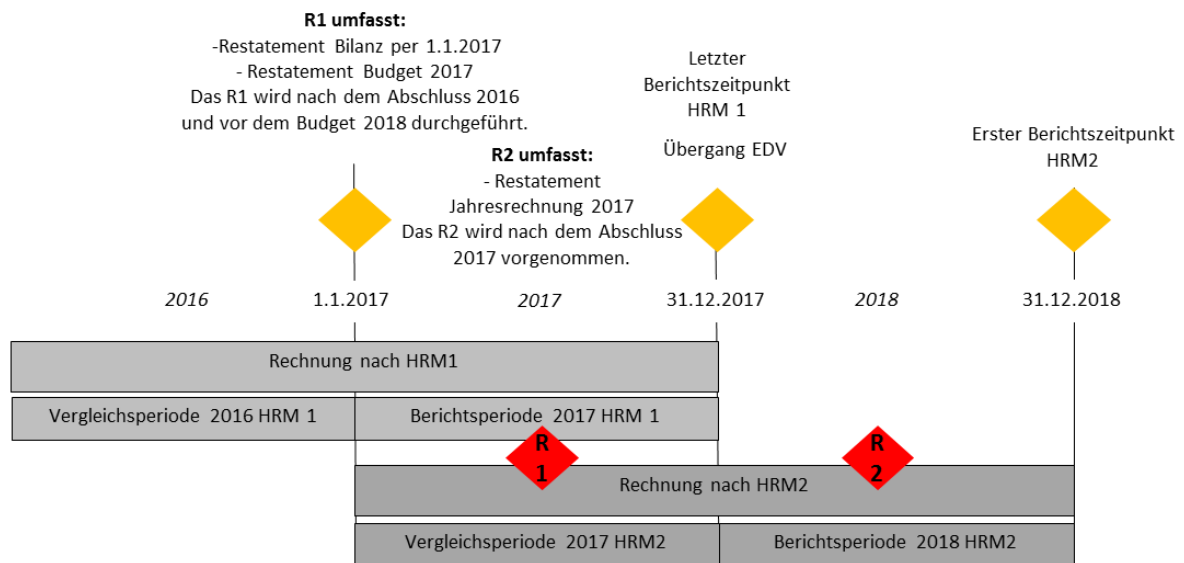 R1 umfasst:
-Restatement Bilanz per 1.1.2017
- Restatement Budget 2017
Das R1 wird nach dem Abschluss 2016
und vor dem Budget 2018 durchgeführt.
R2 umfasst:
- Restatement
Jahresrechnung 2017
Das R2 wird nach dem Abschluss
2017 vorgenommen.
Letzter
Berichtszeitpunkt
HRM 1
Übergang EDV
Erster Berichtszeitpunkt
HRM2
2016
1.1.2017
2017
31.12.2017
2018
31.12.2018
Rechnung nach HRM1
Vergleichsperiode 2016 HRM 1
Berichtsperiode 2017 HRM 1
R
1
R
2
Rechnung nach HRM2
Vergleichsperiode 2017 HRM2
Berichtsperiode 2018 HRM2